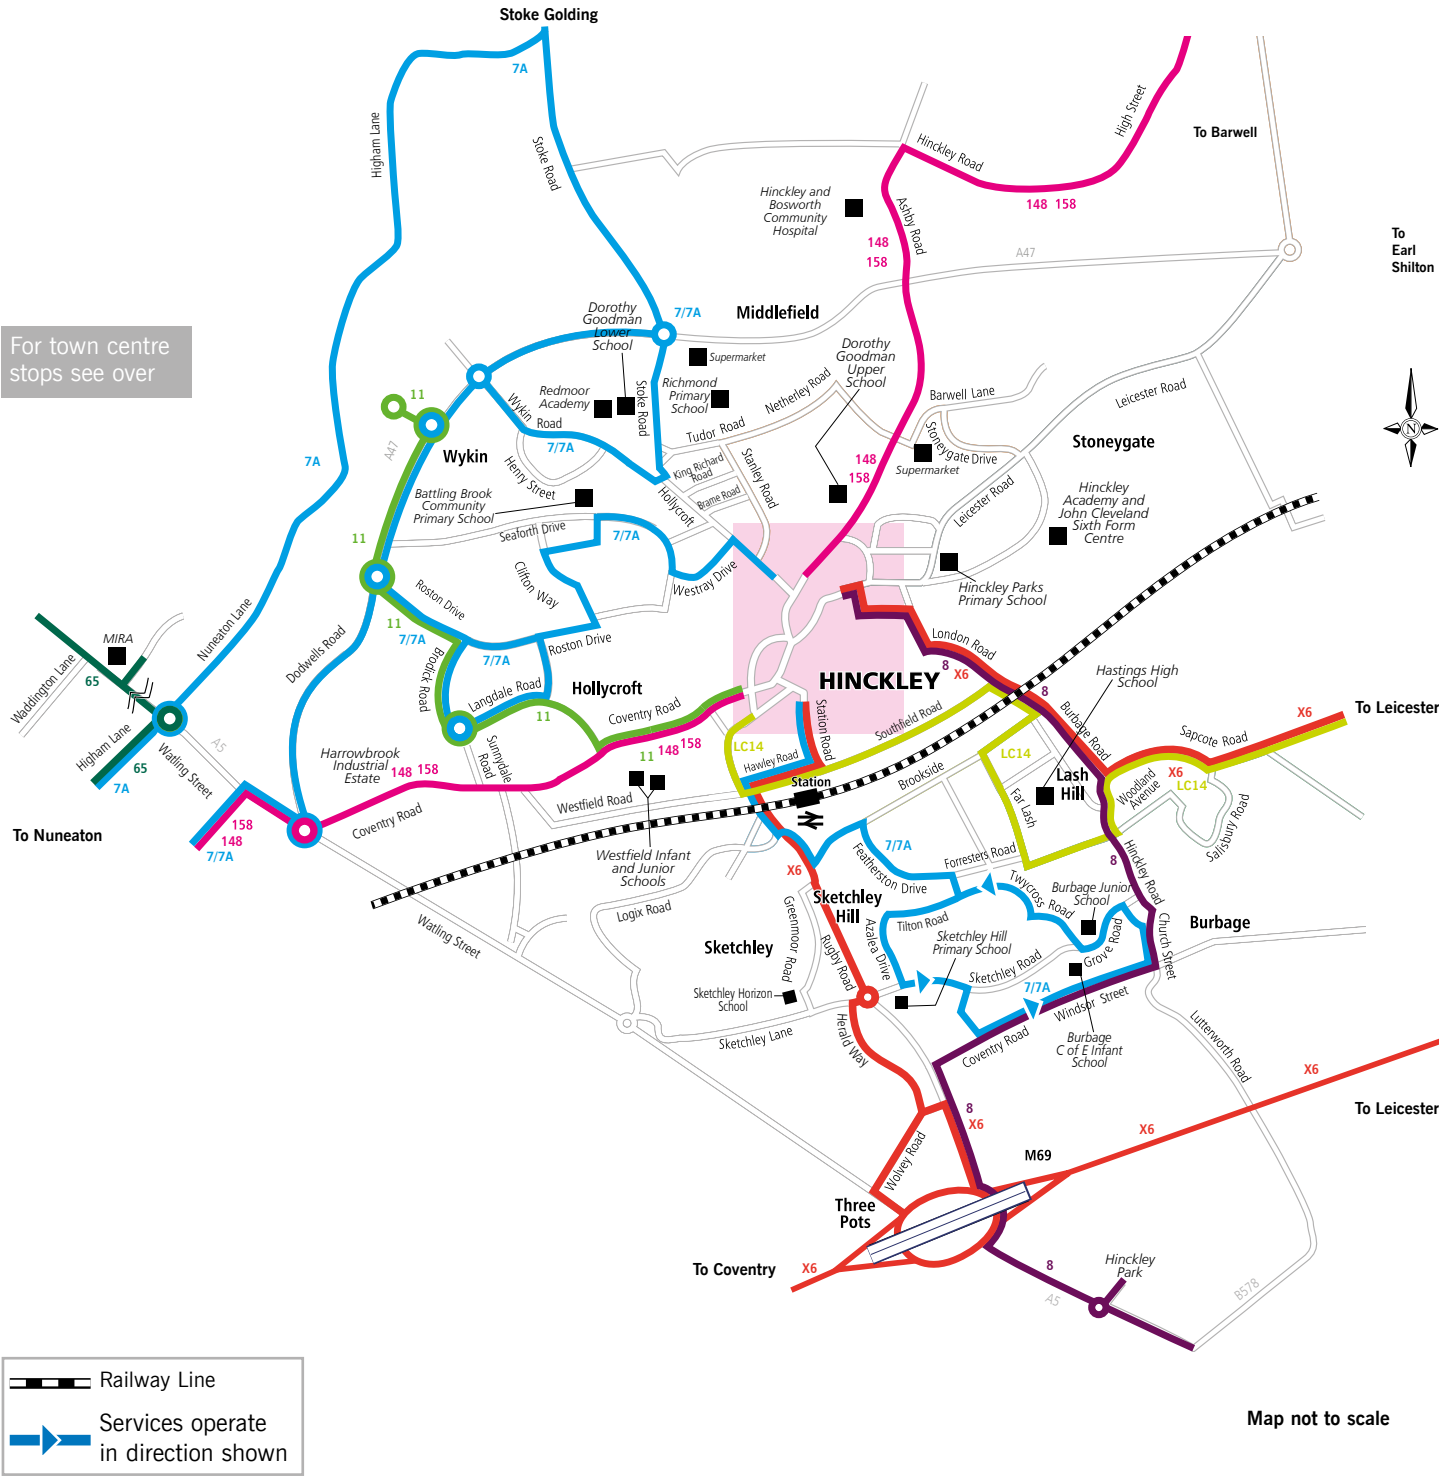 Stoke Golding
7A
Higham Lane
Stoke Road
Hinckley Road
High Street
To Barwell
148 158
Hinckley and
Bosworth
Community
Hospital
Ashby Road
148
158
A47
To
Earl
Shilton
For town centre
stops see over
Dorothy
Goodman
Lower
School
7/7A
Middlefield
Supermarket
Dorothy
Goodman
Upper
School
11
Redmoor
Academy
Stoke Road
Richmond
Primary
School
Netherley Road
Barwell Lane
Leicester Road
Wykin
Road
7/7A
Tudor Road
Stoneygate Drive
Stoneygate
A47
Wykin
7A
Henry Street
King Richard
Road
Brame Road
Stanley Road
Hollycroft
148
158
Supermarket
Leicester Road
Hinckley
Academy and
John Cleveland
Sixth Form
Centre
Battling Brook
Community
Primary School
Seaforth Drive
7/7A
11
Clifton Way
Westray Drive
Hinckley Parks
Primary School
Roston Drive
11
7/7A
Nuneaton Lane
Dodwells Road
Brodick Road
7/7A
Roston Drive
London Road
MIRA
65
Waddington Lane
Langdale Road
Hollycroft
HINCKLEY
8
X6
Hastings High
School
8
11
Coventry Road
Station Road
Southfield Road
Burbage Road
X6
To Leicester
Sapcote Road
Higham Lane
65
7A
A5
Watling Street
Harrowbrook
Industrial
Estate
148 158
Sunnydale
Road
11
148 158
LC14
Hawley Road
Station
Brookside
LC14
Far Lash
Lash
Hill
Woodland
Avenue
X6
LC14
Salisbury Road
To Nuneaton
158
148
7/7A
Coventry Road
Westfield Road
Westfield Infant
and Junior
Schools
X6
7/7A
Featherston Drive
Forresters Road
8
Hinckley Road
Watling Street
Logix Road
Sketchley
Hill
Greenmoor Road
Azalea Drive
Tilton Road
Twycross Road
Burbage Junior
School
Church Street
Burbage
Sketchley
Rugby Road
Sketchley Hill
Primary School
Sketchley Road
Grove Road
Sketchley Horizon
School
7/7A
Windsor Street
Sketchley Lane
Herald Way
Coventry Road
Burbage
C of E Infant
School
Lutterworth Road
X6
8
X6
X6
To Leicester
Wolvey Road
M69
Three
Pots
To Coventry
X6
8
A5
Hinckley
Park
B578
Railway Line
Services operate
in direction shown
Map not to scale
N